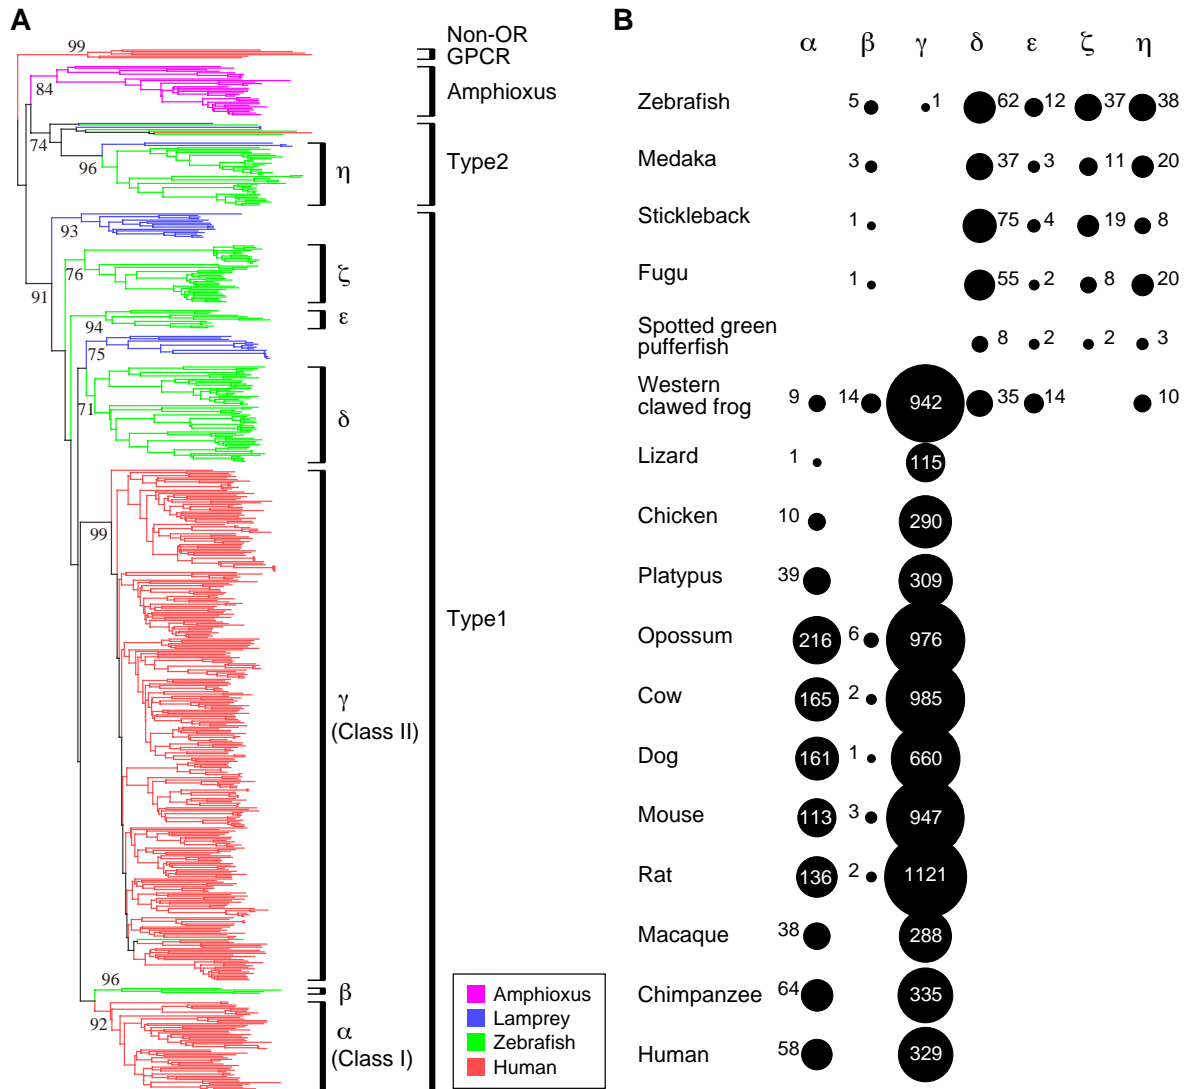 A
99
Non-OR
GPCR
84
Amphioxus
74
96
η
Type2
93
76
ζ
91
94
ε
75
71
δ
99
γ
(Class II)
Type1
96
β
92
α
(Class I)
Amphioxus
Lamprey
Zebrafish
Human
B
α β γ δ ε ζ η
Zebrafish 5 1 62 12 37 38
Medaka 3 37 3 11 20
Stickleback 1 75 4 19 8
Fugu 1 55 2 8 20
Spotted green
pufferfish 8 2 2 3
Western
clawed frog 9 14 942 35 14 10
Lizard 1 115
Chicken 10 290
Platypus 39 309
Opossum 216 6 976
Cow 165 2 985
Dog 161 1 660
Mouse 113 3 947
Rat 136 2 1121
Macaque 38 288
Chimpanzee 64 335
Human 58 329